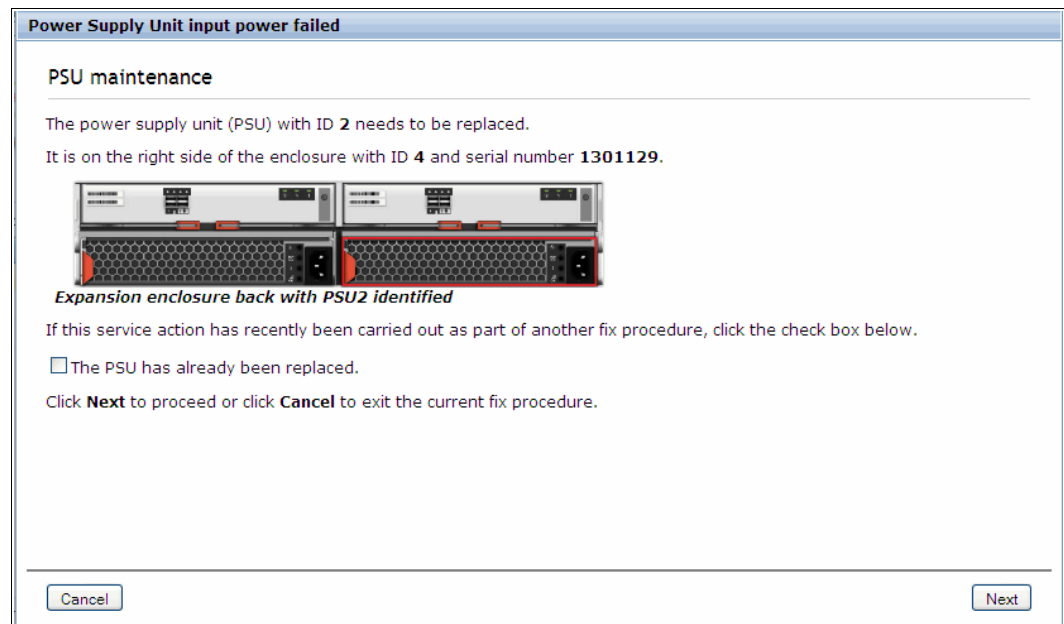 Power Supply Unit input power failed
PSU maintenance
The power supply unit (PSU) with ID 2 needs to be replaced.
It is on the right side of the enclosure with ID 4 and serial number 1301129.
Expansion enclosure back with PSU2 identified
If this service action has recently been carried out as part of another fix procedure, click the check box below.
The PSU has already been replaced.
Click Next to proceed or click Cancel to exit the current fix procedure.
Cancel
Next